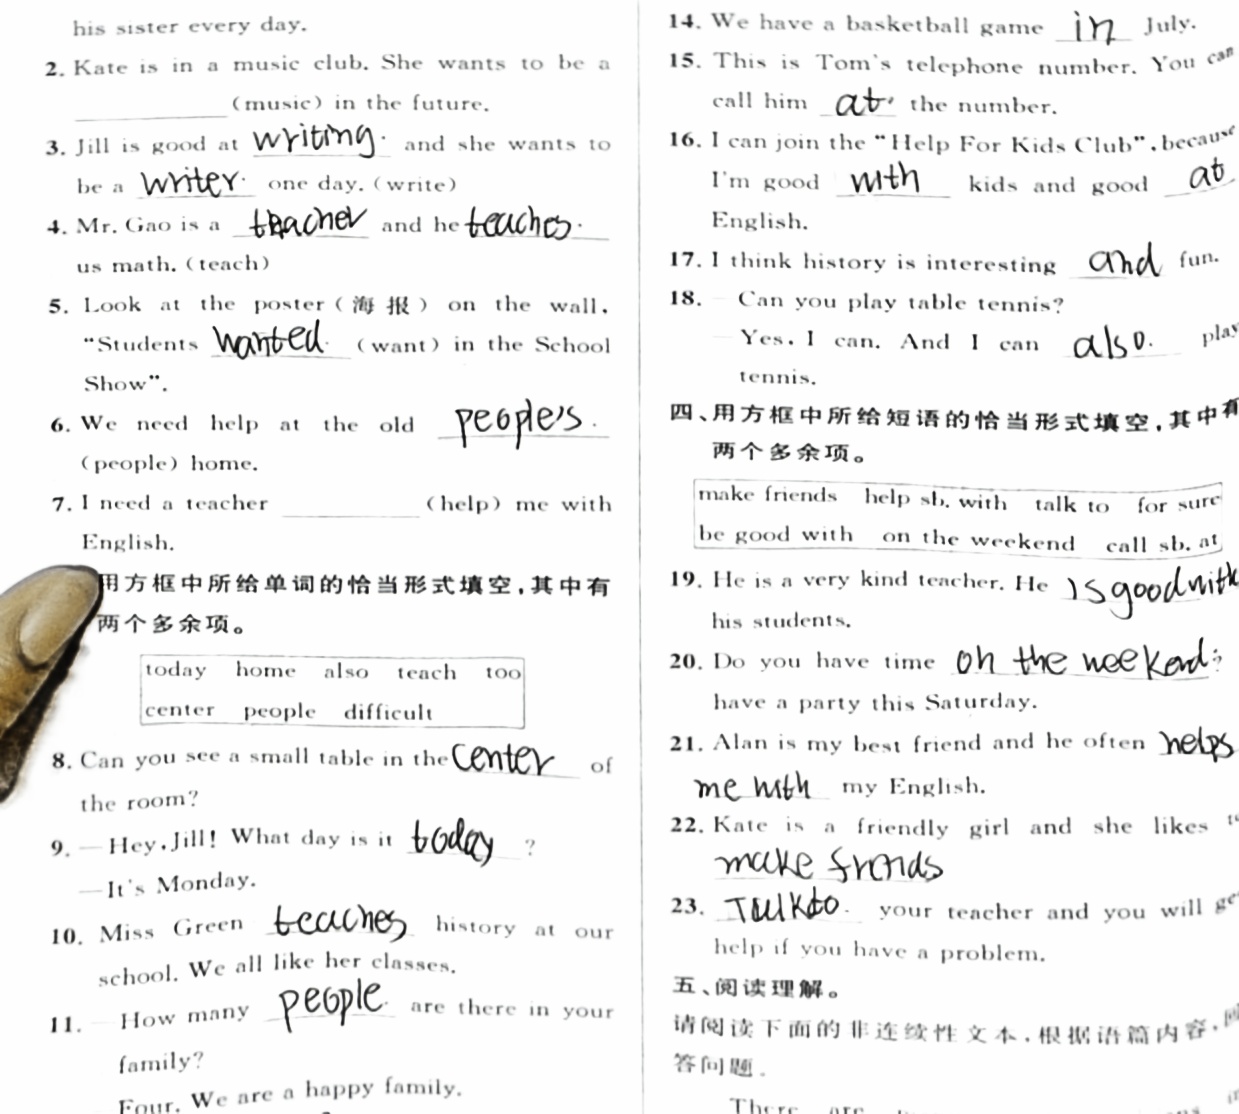 his sister every day.
2. Kate is in a music club. She wants to be a
____________ (music) in the future.
3. Jill is good at writing. and she wants to
be a writer. one day. (write)
4. Mr. Gao is a teacher and he teaches.
us math. (teach)
5. Look at the poster (海报) on the wall,
"Students wanted. (want) in the School
Show".
6. We need help at the old people's.
(people) home.
7. I need a teacher ____________ (help) me with
English.
用方框中所给单词的恰当形式填空,其中有
两个多余项。
today home also teach too
center people difficult
8. Can you see a small table in the center of
the room?
9. —Hey, Jill! What day is it today ?
—It's Monday.
10. Miss Green teaches history at our
school. We all like her classes.
11. — How many people. are there in your
family?
Four. We are a happy family.
14. We have a basketball game in July.
15. This is Tom's telephone number. You can
call him at. the number.
16. I can join the "Help For Kids Club", because
I'm good with kids and good at
English.
17. I think history is interesting and fun.
18. — Can you play table tennis?
— Yes, I can. And I can also. play
tennis.
四、用方框中所给短语的恰当形式填空,其中有
两个多余项。
make friends help sb. with talk to for sure
be good with on the weekend call sb. at
19. He is a very kind teacher. He is good with
his students.
20. Do you have time on the weekend?
have a party this Saturday.
21. Alan is my best friend and he often helps
me with my English.
22. Kate is a friendly girl and she likes
make friends
23. Talk to. your teacher and you will
help if you have a problem.
五、阅读理解。
请阅读下面的非连续性文本,根据语篇内容,回
答问题.
There are